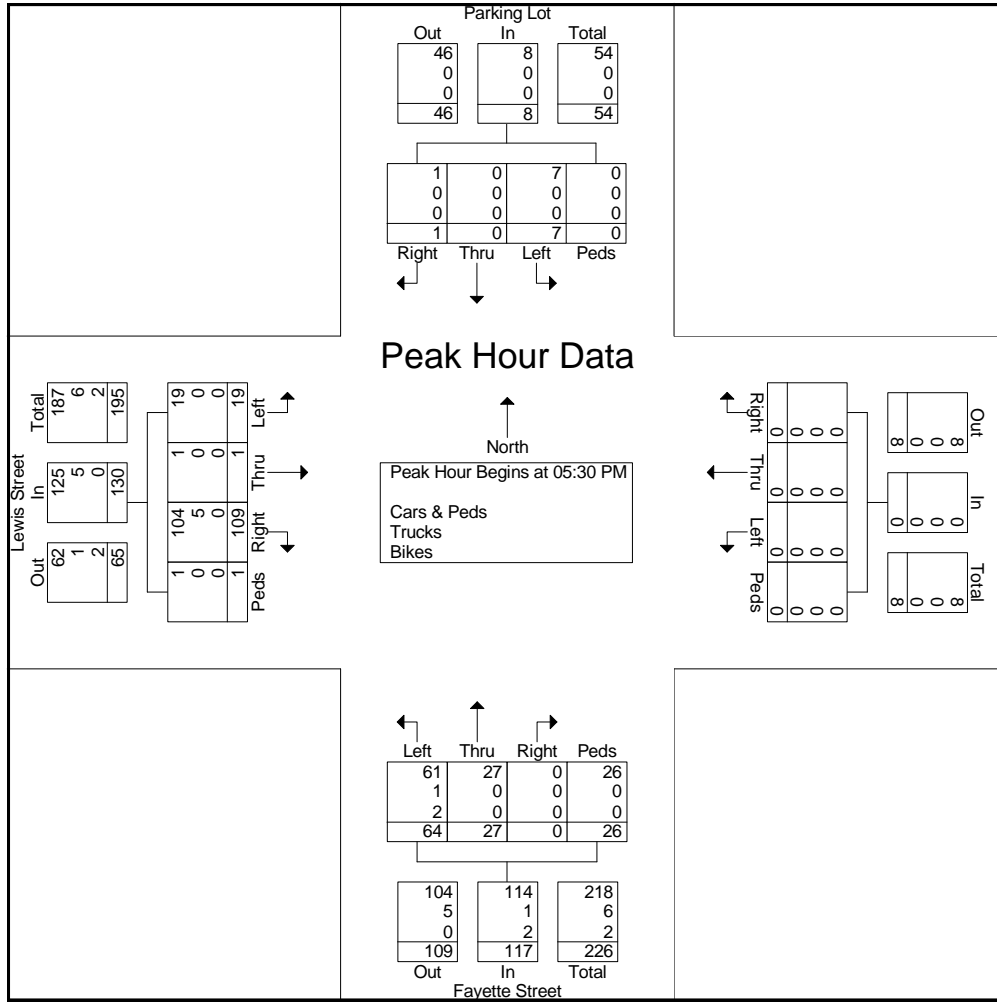 Parking Lot
Out In Total
46 8 54
0 0 0
0 0 0
46 8 54
1 0 7 0
0 0 0 0
0 0 0 0
1 0 7 0
Right Thru Left Peds
Peak Hour Data
North
Peak Hour Begins at 05:30 PM
Cars & Peds
Trucks
Bikes
Lewis Street
Out In Total
62 125 187
1 5 6
2 0 2
65 130 195
1 104 1 19
0 5 0 0
0 0 0 0
1 109 1 19
Peds Right Thru Left
Out In Total
8 0 8
0 0 0
0 0 0
8 0 8
0 0 0 0
0 0 0 0
0 0 0 0
0 0 0 0
Right Thru Left Peds
Left Thru Right Peds
61 27 0 26
1 0 0 0
2 0 0 0
64 27 0 26
104 114 218
5 1 6
0 2 2
109 117 226
Out In Total
Fayette Street